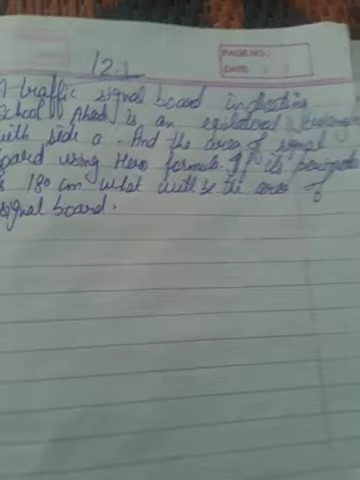 PAGE NO.:
DATE: / /
12.1
A traffic signal board indicating
School Ahead is an equilateral triangle
with side a. Find the area of signal
board using Hero formula. If its perimeter
is 180 cm what will be the area of
signal board.